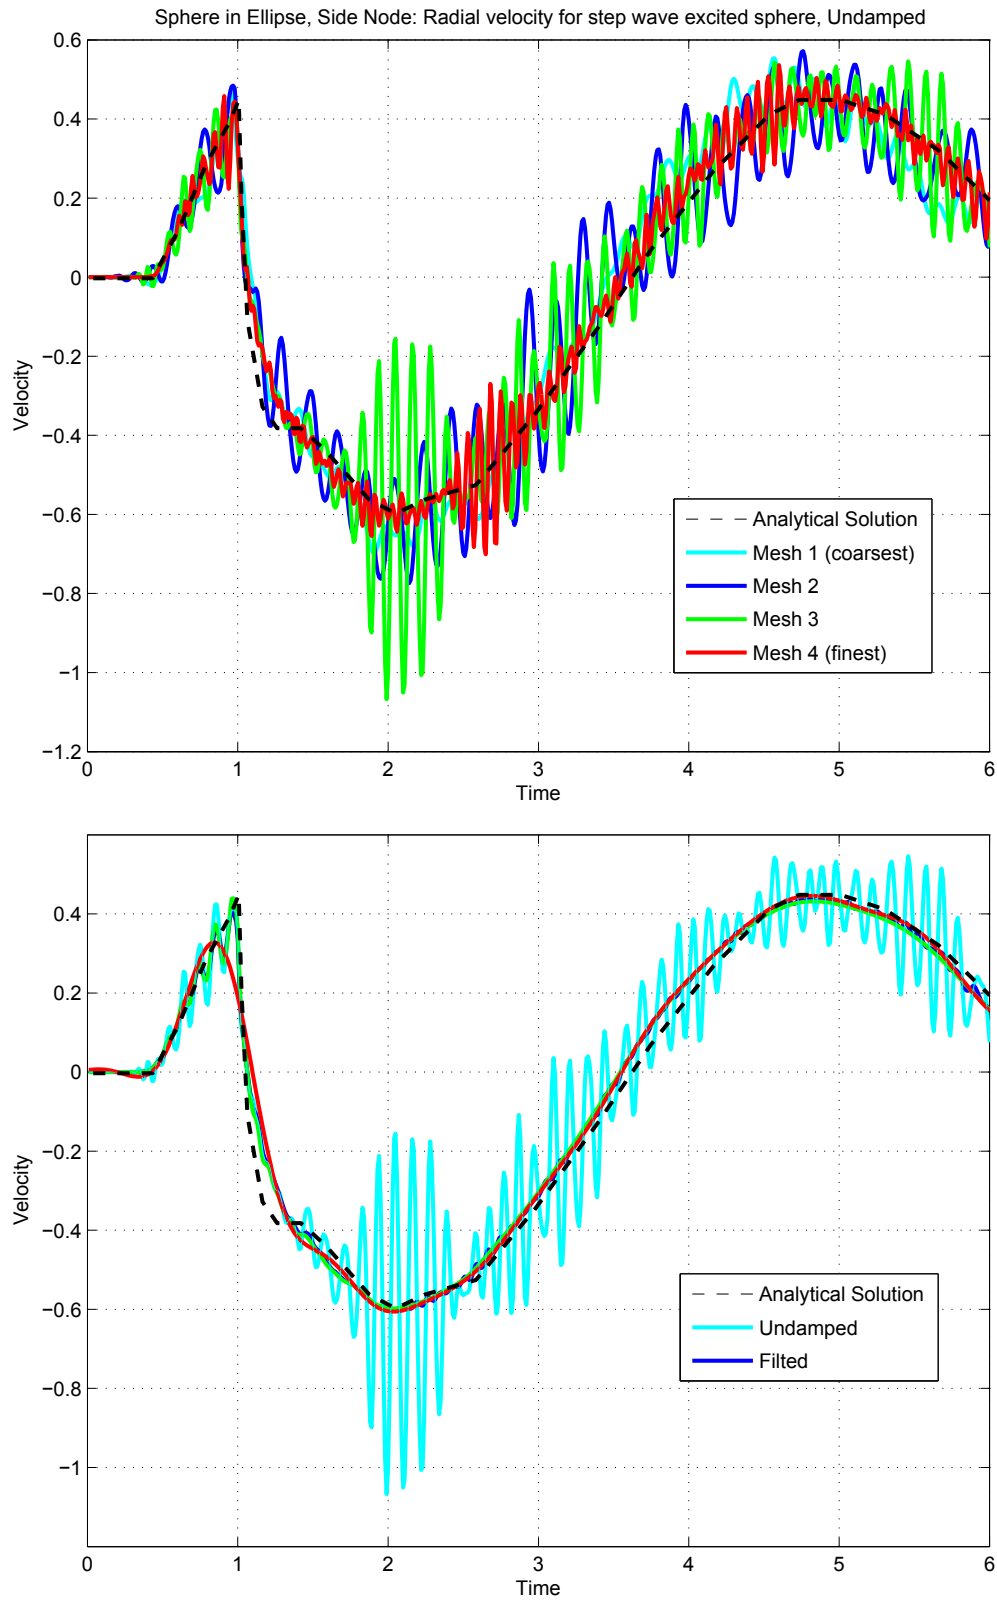 Sphere in Ellipse, Side Node: Radial velocity for step wave excited sphere, Undamped
0.6
0.4
0.2
0
−0.2
−0.4
−0.6
−0.8
−1
−1.2
Velocity
Analytical Solution
Mesh 1 (coarsest)
Mesh 2
Mesh 3
Mesh 4 (finest)
0 1 2 3 4 5 6
Time
0.4
0.2
0
−0.2
−0.4
−0.6
−0.8
−1
Velocity
Analytical Solution
Undamped
Filted
0 1 2 3 4 5 6
Time